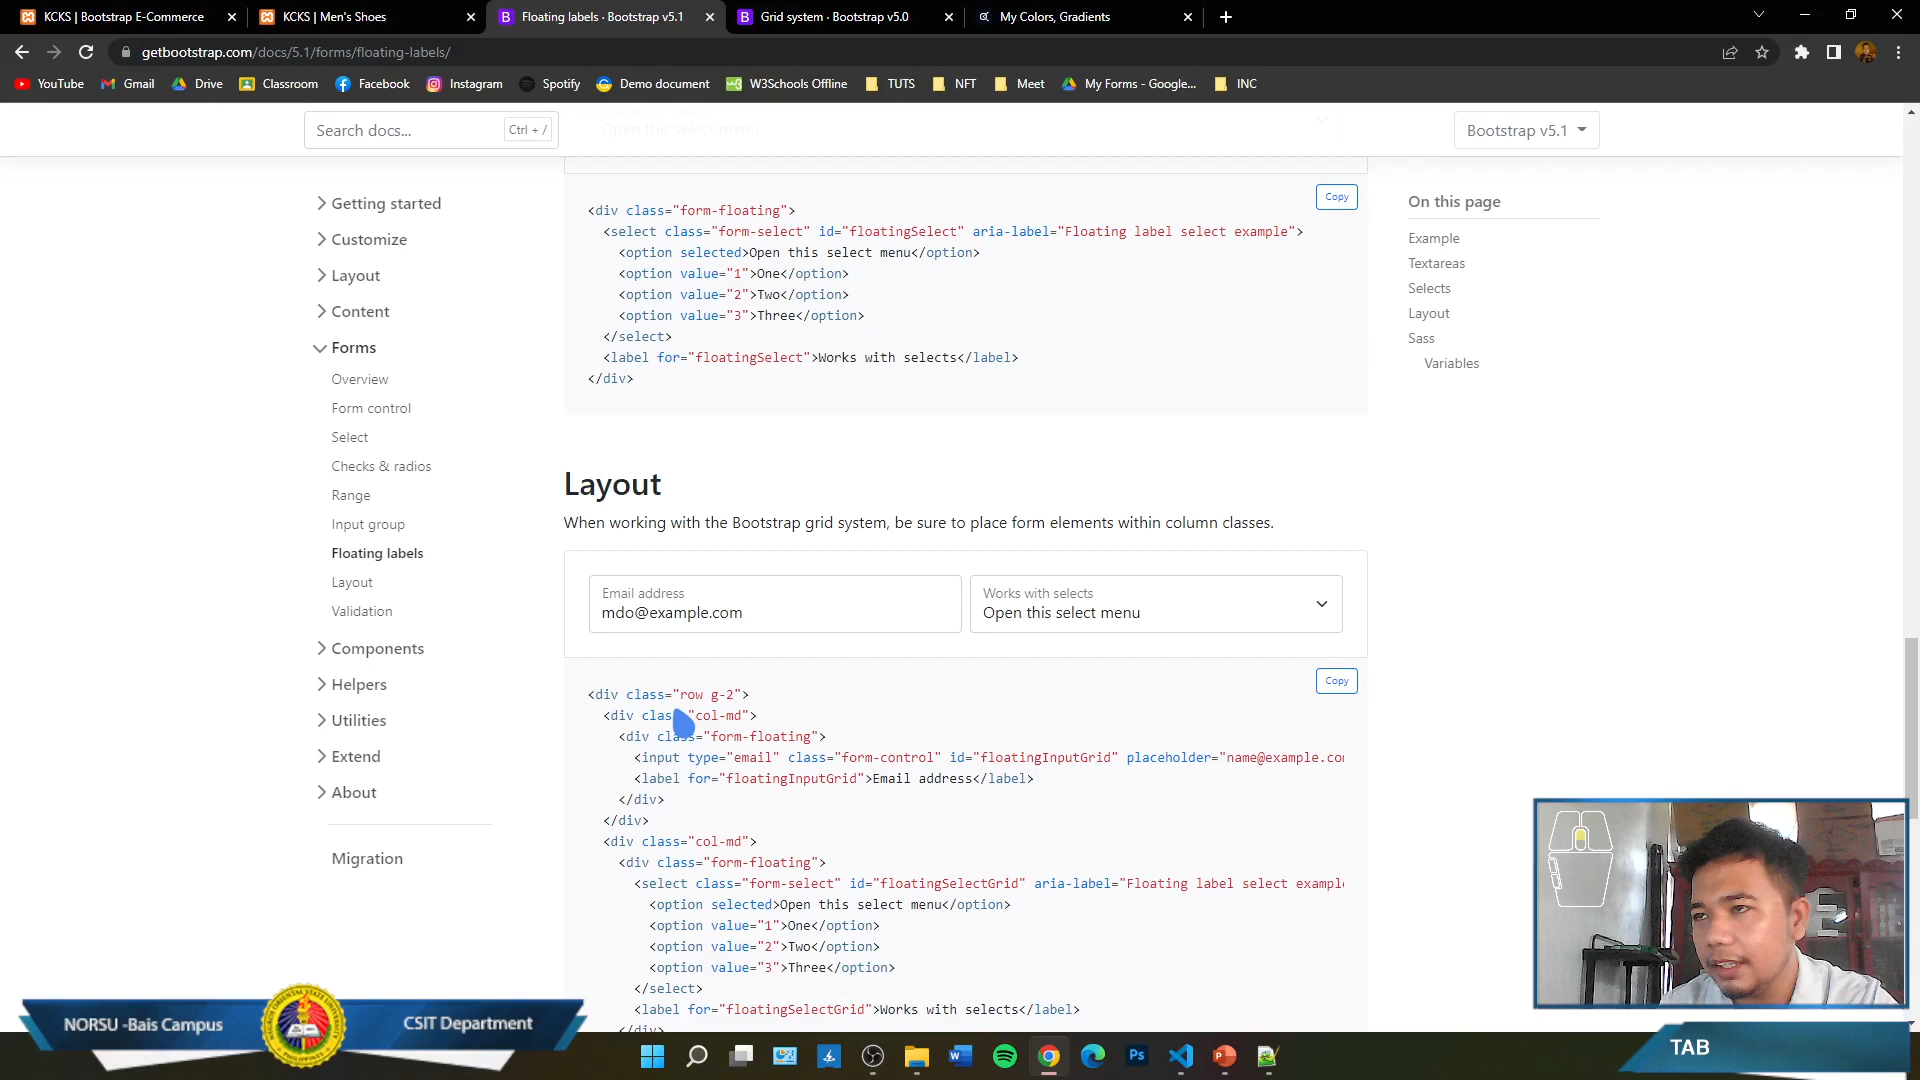 KCKS | Bootstrap E-Commerce
KCKS | Men's Shoes
Floating labels · Bootstrap v5.1
Grid system · Bootstrap v5.0
My Colors, Gradients
getbootstrap.com/docs/5.1/forms/floating-labels/
YouTube
Gmail
Drive
Classroom
Facebook
Instagram
Spotify
Demo document
W3Schools Offline
TUTS
NFT
Meet
My Forms - Google...
INC
Search docs...
Ctrl + /
Open this select menu
Bootstrap v5.1
Getting started
Customize
Layout
Content
Forms
Overview
Form control
Select
Checks & radios
Range
Input group
Floating labels
Layout
Validation
Components
Helpers
Utilities
Extend
About
Migration
Copy
<div class="form-floating">
<select class="form-select" id="floatingSelect" aria-label="Floating label select example">
<option selected>Open this select menu</option>
<option value="1">One</option>
<option value="2">Two</option>
<option value="3">Three</option>
</select>
<label for="floatingSelect">Works with selects</label>
</div>
Layout
When working with the Bootstrap grid system, be sure to place form elements within column classes.
Email address
mdo@example.com
Works with selects
Open this select menu
Copy
<div class="row g-2">
<div clas "col-md">
<div class="form-floating">
<input type="email" class="form-control" id="floatingInputGrid" placeholder="name@example.co
<label for="floatingInputGrid">Email address</label>
</div>
</div>
<div class="col-md">
<div class="form-floating">
<select class="form-select" id="floatingSelectGrid" aria-label="Floating label select exampl
<option selected>Open this select menu</option>
<option value="1">One</option>
<option value="2">Two</option>
<option value="3">Three</option>
</select>
<label for="floatingSelectGrid">Works with selects</label>
</div>
On this page
Example
Textareas
Selects
Layout
Sass
Variables
NORSU -Bais Campus
CSIT Department
TAB